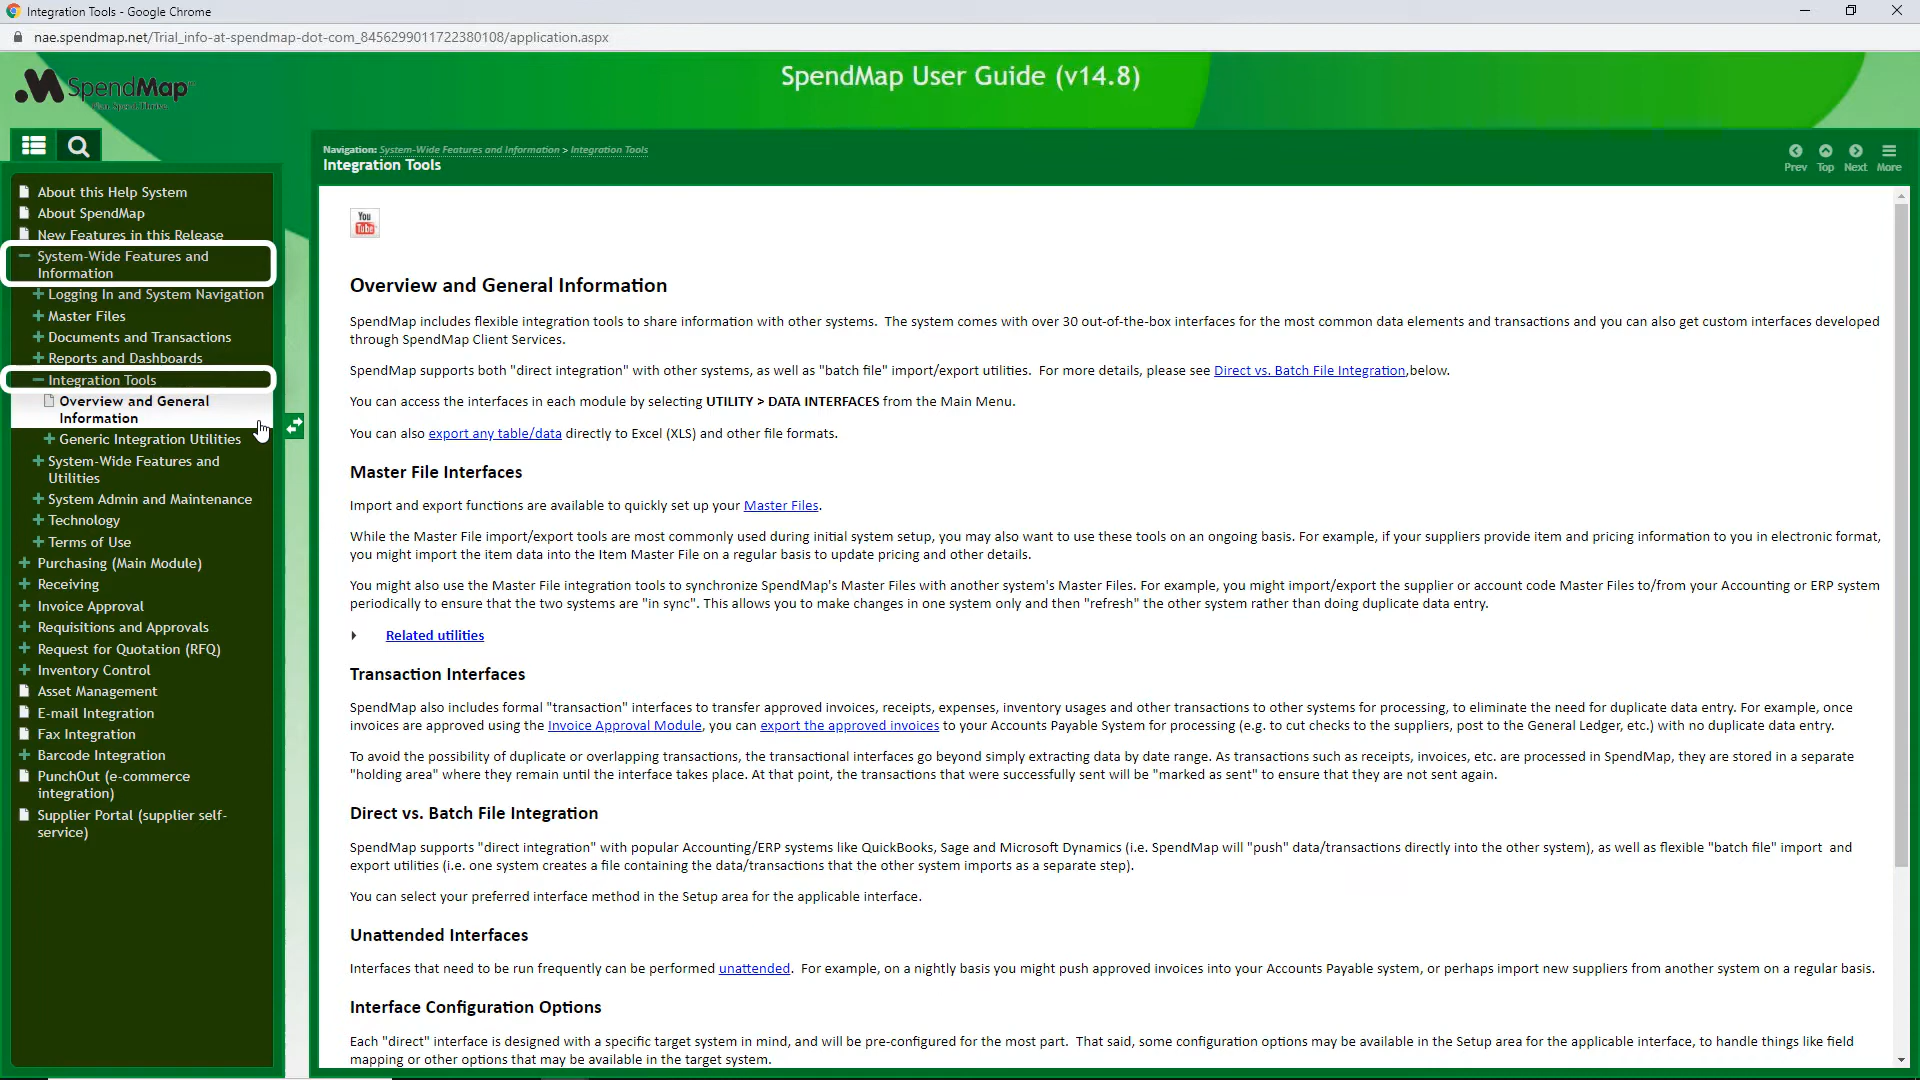 Integration Tools - Google Chrome
nae.spendmap.net/Trial_info-at-spendmap-dot-com_8456299011722380108/application.aspx
SpendMap
SpendMap User Guide (v14.8)
Navigation: System-Wide Features and Information > Integration Tools
Integration Tools
Prev Top Next More
About this Help System
About SpendMap
New Features in this Release
System-Wide Features and
Information
Logging In and System Navigation
Master Files
Documents and Transactions
Reports and Dashboards
Integration Tools
Overview and General
Information
Generic Integration Utilities
System-Wide Features and
Utilities
System Admin and Maintenance
Technology
Terms of Use
Purchasing (Main Module)
Receiving
Invoice Approval
Requisitions and Approvals
Request for Quotation (RFQ)
Inventory Control
Asset Management
E-mail Integration
Fax Integration
Barcode Integration
PunchOut (e-commerce
integration)
Supplier Portal (supplier self-
service)
You
Tube
Overview and General Information
SpendMap includes flexible integration tools to share information with other systems.  The system comes with over 30 out-of-the-box interfaces for the most common data elements and transactions and you can also get custom interfaces developed
through SpendMap Client Services.
SpendMap supports both "direct integration" with other systems, as well as "batch file" import/export utilities.  For more details, please see Direct vs. Batch File Integration,below.
You can access the interfaces in each module by selecting UTILITY > DATA INTERFACES from the Main Menu.
You can also export any table/data directly to Excel (XLS) and other file formats.
Master File Interfaces
Import and export functions are available to quickly set up your Master Files.
While the Master File import/export tools are most commonly used during initial system setup, you may also want to use these tools on an ongoing basis. For example, if your suppliers provide item and pricing information to you in electronic format,
you might import the item data into the Item Master File on a regular basis to update pricing and other details.
You might also use the Master File integration tools to synchronize SpendMap's Master Files with another system's Master Files. For example, you might import/export the supplier or account code Master Files to/from your Accounting or ERP system
periodically to ensure that the two systems are "in sync". This allows you to make changes in one system only and then "refresh" the other system rather than doing duplicate data entry.
Related utilities
Transaction Interfaces
SpendMap also includes formal "transaction" interfaces to transfer approved invoices, receipts, expenses, inventory usages and other transactions to other systems for processing, to eliminate the need for duplicate data entry. For example, once
invoices are approved using the Invoice Approval Module, you can export the approved invoices to your Accounts Payable System for processing (e.g. to cut checks to the suppliers, post to the General Ledger, etc.) with no duplicate data entry.
To avoid the possibility of duplicate or overlapping transactions, the transactional interfaces go beyond simply extracting data by date range. As transactions such as receipts, invoices, etc. are processed in SpendMap, they are stored in a separate
"holding area" where they remain until the interface takes place. At that point, the transactions that were successfully sent will be "marked as sent" to ensure that they are not sent again.
Direct vs. Batch File Integration
SpendMap supports "direct integration" with popular Accounting/ERP systems like QuickBooks, Sage and Microsoft Dynamics (i.e. SpendMap will "push" data/transactions directly into the other system), as well as flexible "batch file" import  and
export utilities (i.e. one system creates a file containing the data/transactions that the other system imports as a separate step).
You can select your preferred interface method in the Setup area for the applicable interface.
Unattended Interfaces
Interfaces that need to be run frequently can be performed unattended.  For example, on a nightly basis you might push approved invoices into your Accounts Payable system, or perhaps import new suppliers from another system on a regular basis.
Interface Configuration Options
Each "direct" interface is designed with a specific target system in mind, and will be pre-configured for the most part.  That said, some configuration options may be available in the Setup area for the applicable interface, to handle things like field
mapping or other options that may be available in the target system.